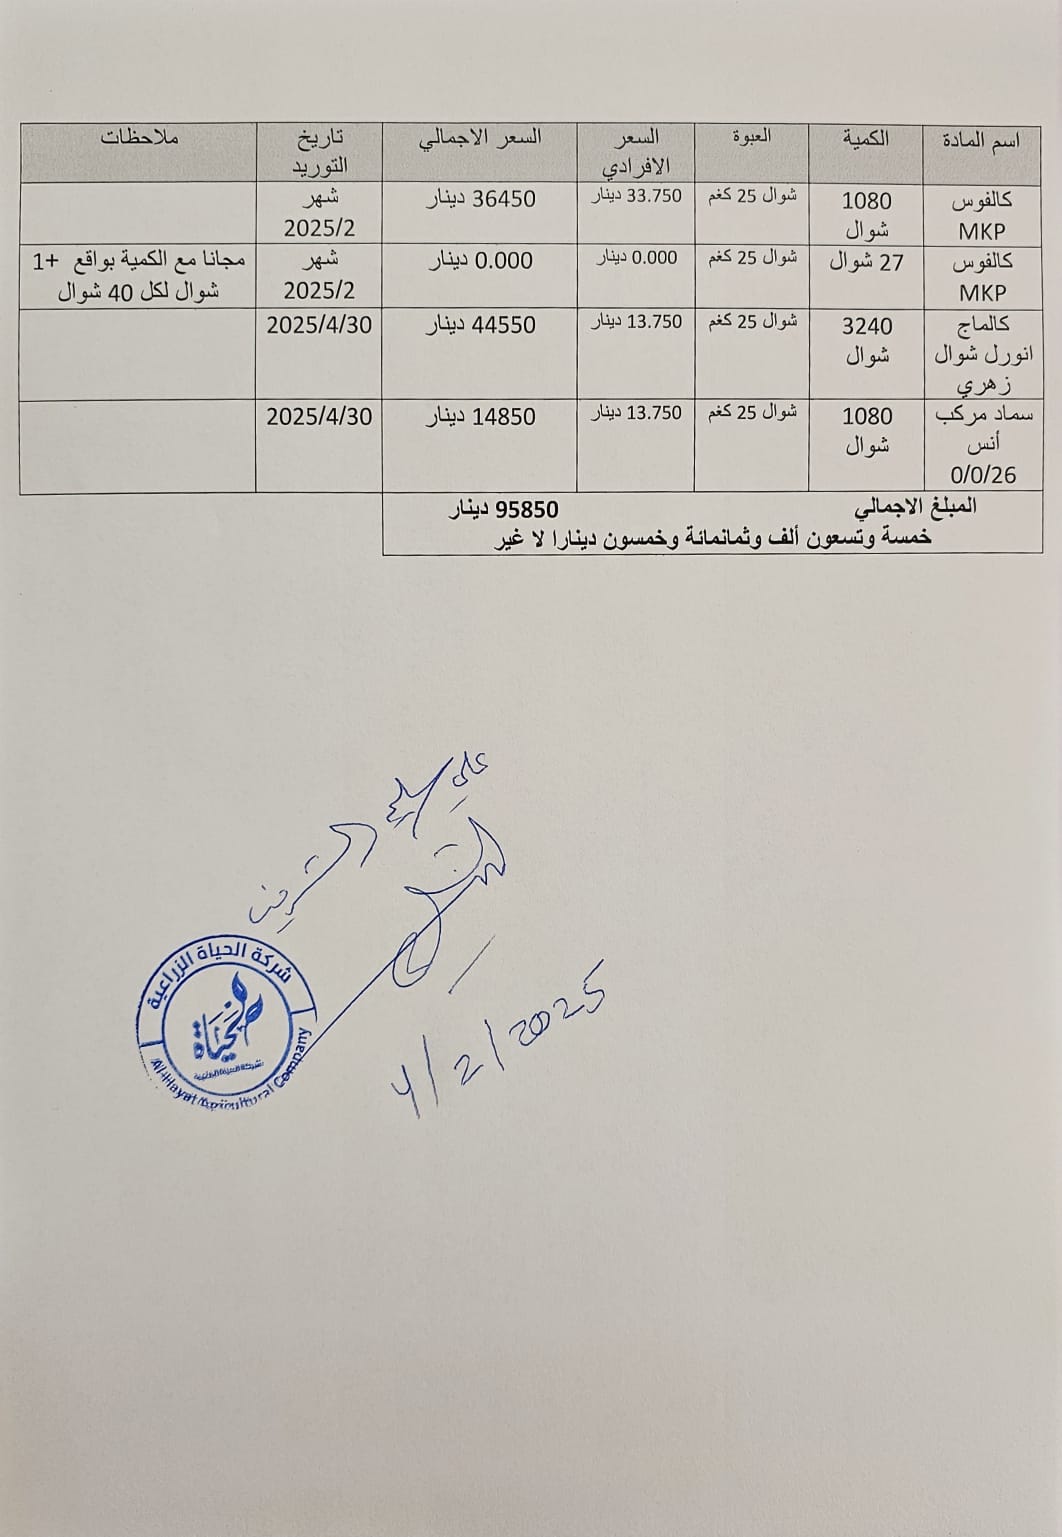 اسم المادة الكمية العبوة السعر الافرادي السعر الاجمالي تاريخ التوريد ملاحظات
كالفوس MKP 1080 شوال شوال 25 كغم 33.750 دينار 36450 دينار شهر 2025/2
كالفوس MKP 27 شوال شوال 25 كغم 0.000 دينار 0.000 دينار شهر 2025/2 مجانا مع الكمية بواقع +1 شوال لكل 40 شوال
كالماج انورل شوال زهري 3240 شوال شوال 25 كغم 13.750 دينار 44550 دينار 2025/4/30
سماد مركب أنس 0/0/26 1080 شوال شوال 25 كغم 13.750 دينار 14850 دينار 2025/4/30
المبلغ الاجمالي 95850 دينار
خمسة وتسعون ألف وثمانمائة وخمسون دينارا لا غير
علي
شركة الحياة الزراعية
الحياة
شركة الحياة الزراعية
Al-Hayat Agricultural Company
4/2/2025